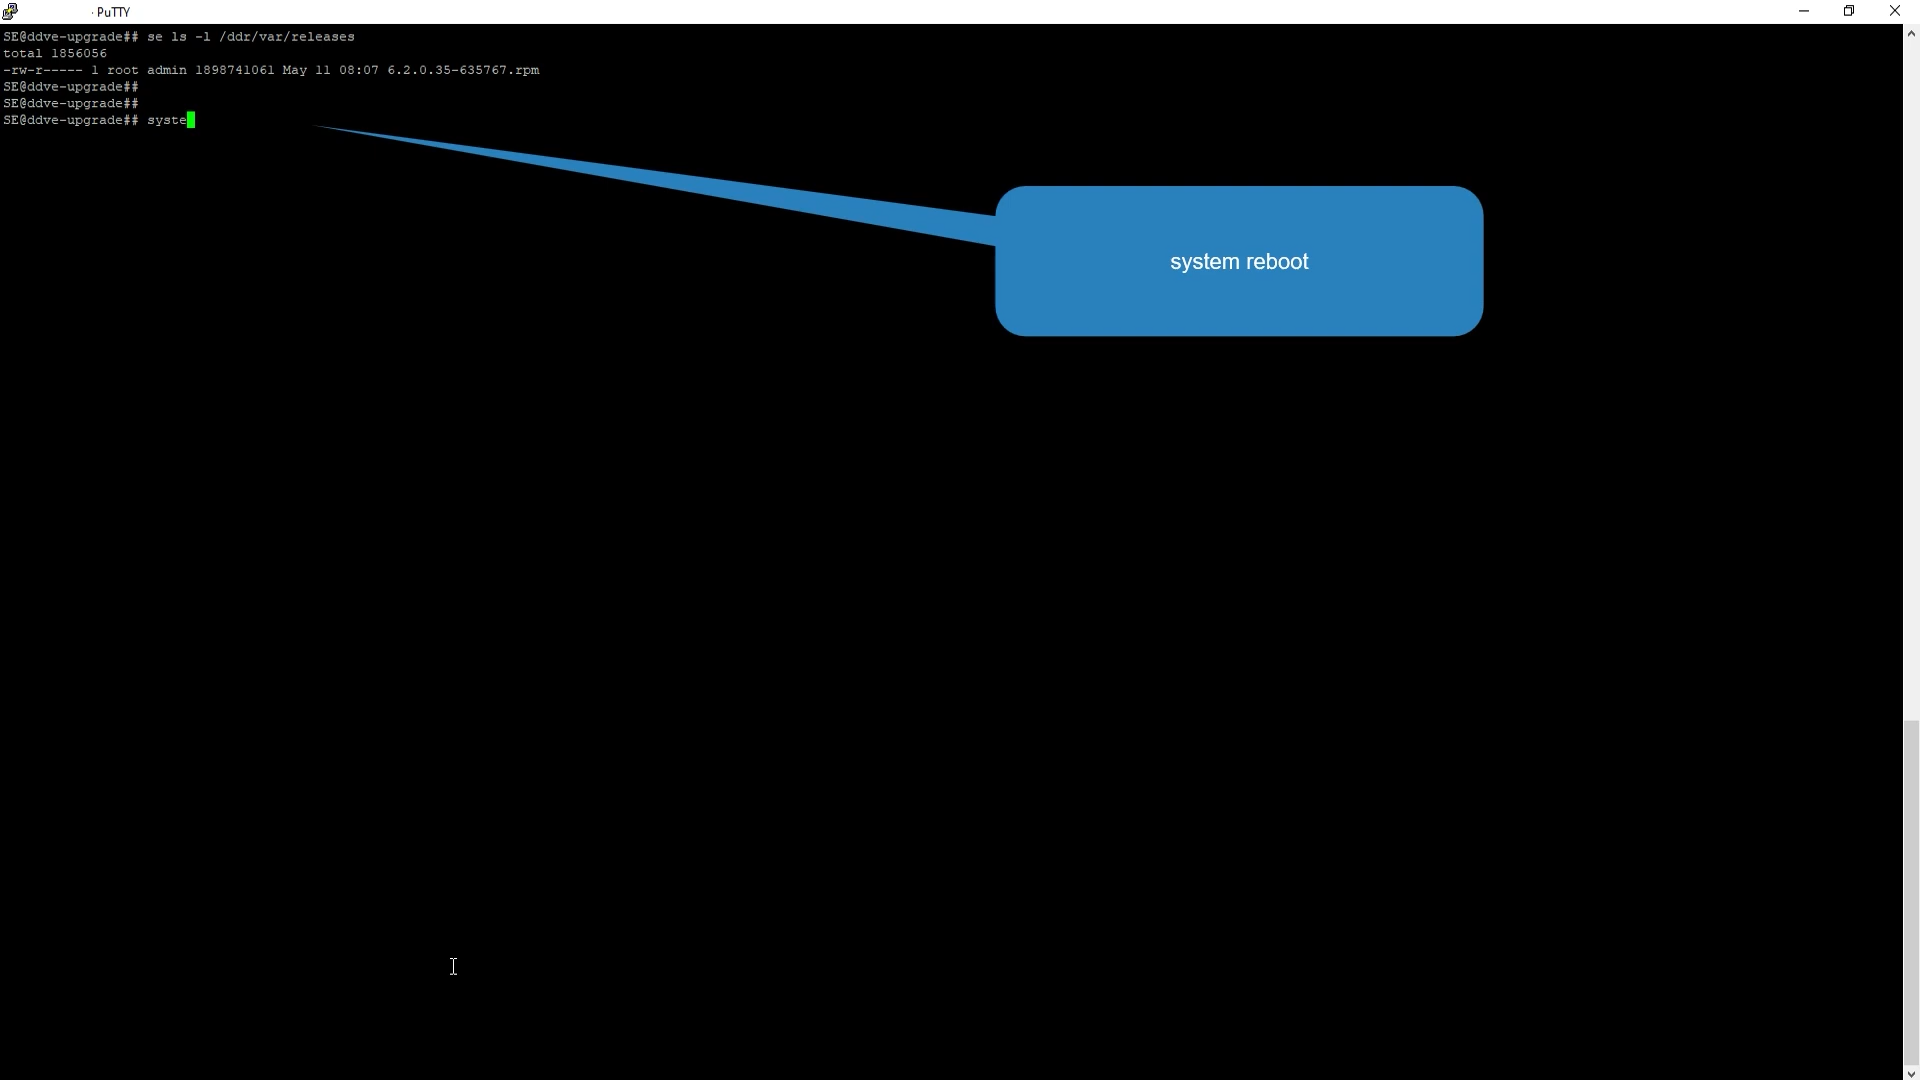 PuTTY
SE@ddve-upgrade## se ls -l /ddr/var/releases
total 1856056
-rw-r----- 1 root admin 1898741061 May 11 08:07 6.2.0.35-635767.rpm
SE@ddve-upgrade##
SE@ddve-upgrade##
SE@ddve-upgrade## syste
system reboot